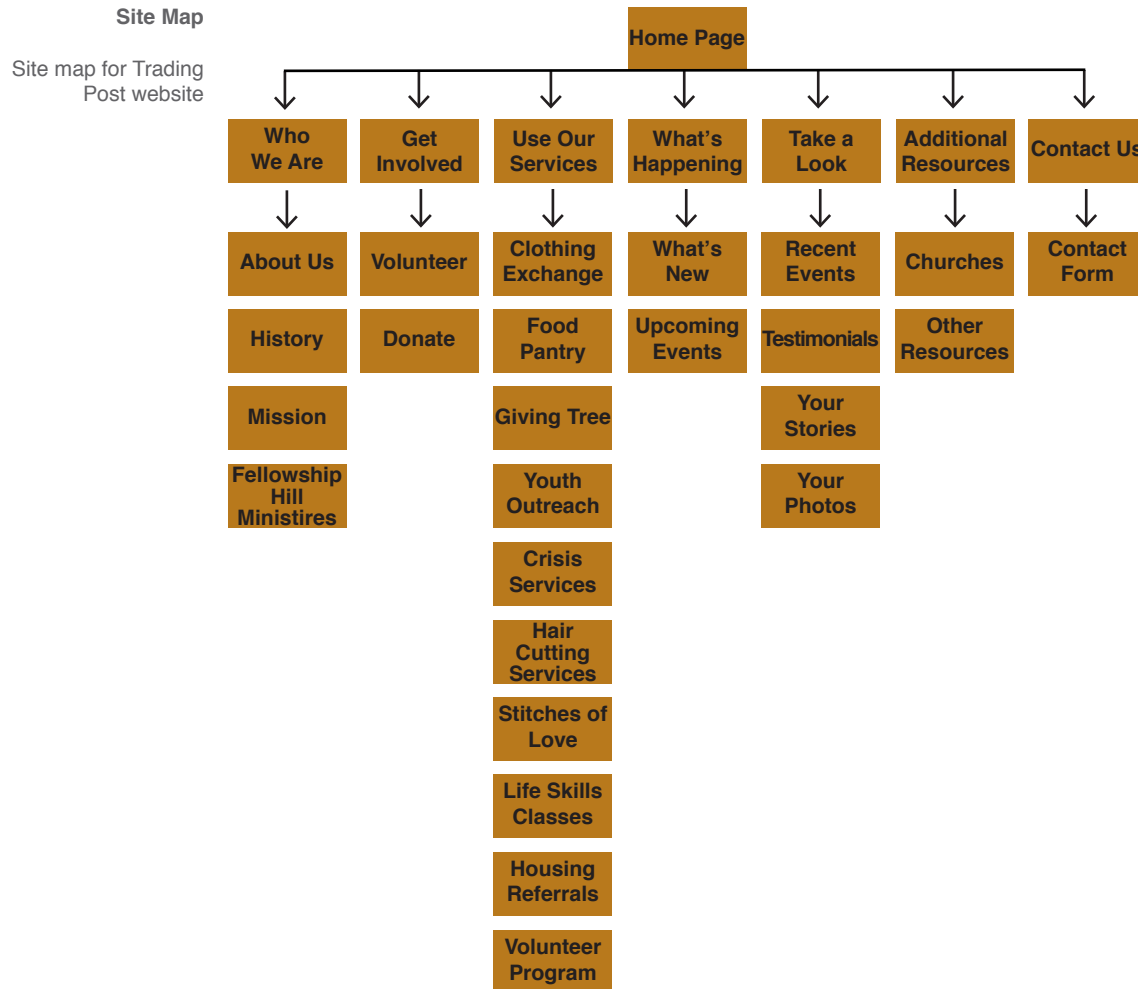 Site Map
Site map for Trading
Post website
Home Page
Who
We Are
Get
Involved
Use Our
Services
What's
Happening
Take a
Look
Additional
Resources
Contact Us
About Us
Volunteer
Clothing
Exchange
What's
New
Recent
Events
Churches
Contact
Form
History
Donate
Food
Pantry
Upcoming
Events
Testimonials
Other
Resources
Mission
Giving Tree
Your
Stories
Fellowship
Hill
Ministires
Youth
Outreach
Your
Photos
Crisis
Services
Hair
Cutting
Services
Stitches of
Love
Life Skills
Classes
Housing
Referrals
Volunteer
Program